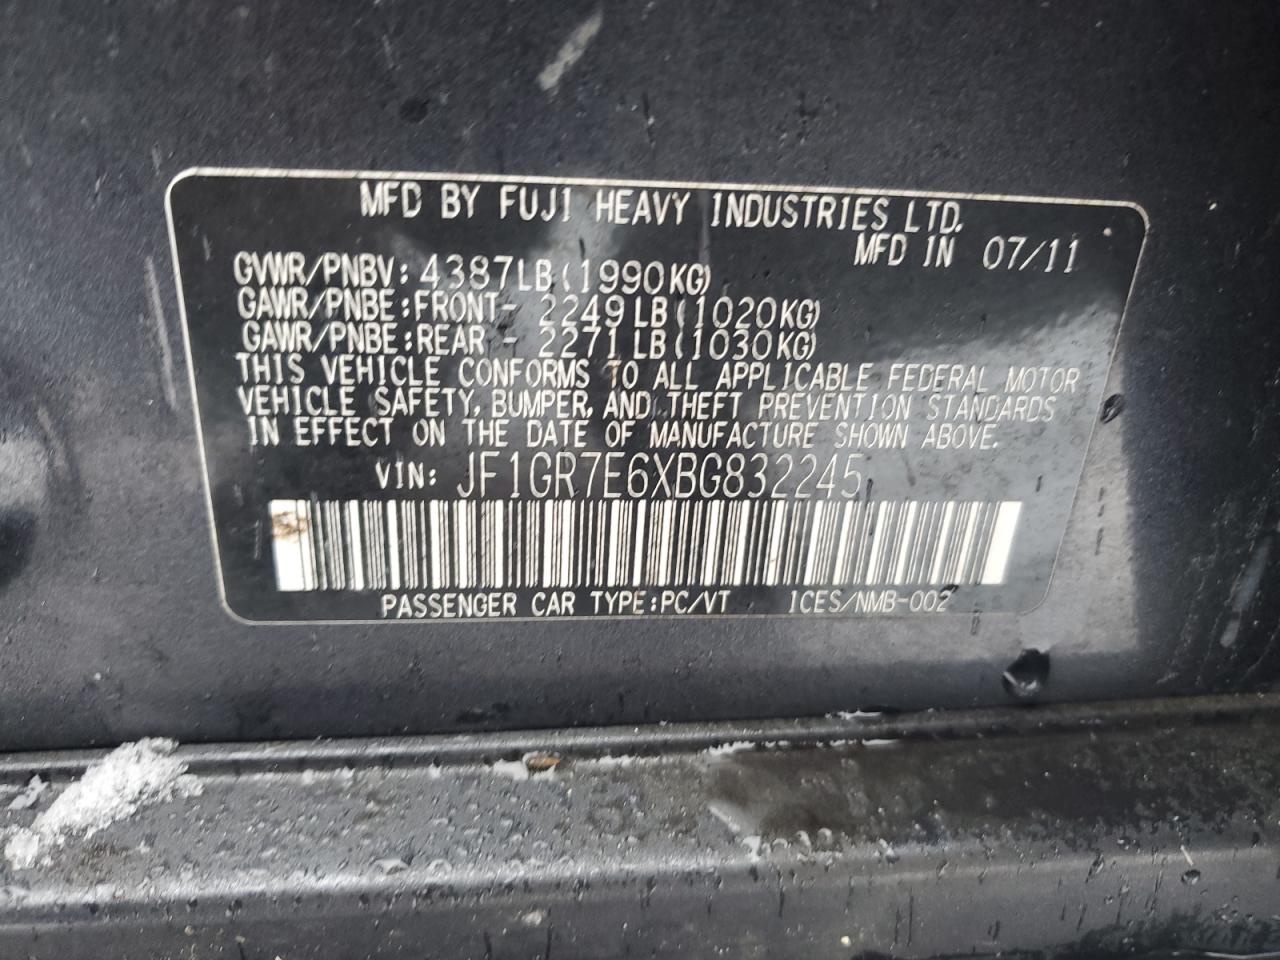 MFD BY FUJI HEAVY INDUSTRIES LTD.
MFD IN 07/11
GVWR/PNBV: 4387LB(1990KG)
GAWR/PNBE:FRONT- 2249LB(1020KG)
GAWR/PNBE:REAR - 2271LB(1030KG)
THIS VEHICLE CONFORMS TO ALL APPLICABLE FEDERAL MOTOR
VEHICLE SAFETY, BUMPER, AND THEFT PREVENTION STANDARDS
IN EFFECT ON THE DATE OF MANUFACTURE SHOWN ABOVE.
VIN: JF1GR7E6XBG832245
PASSENGER CAR TYPE:PC/VT ICES/NMB-002